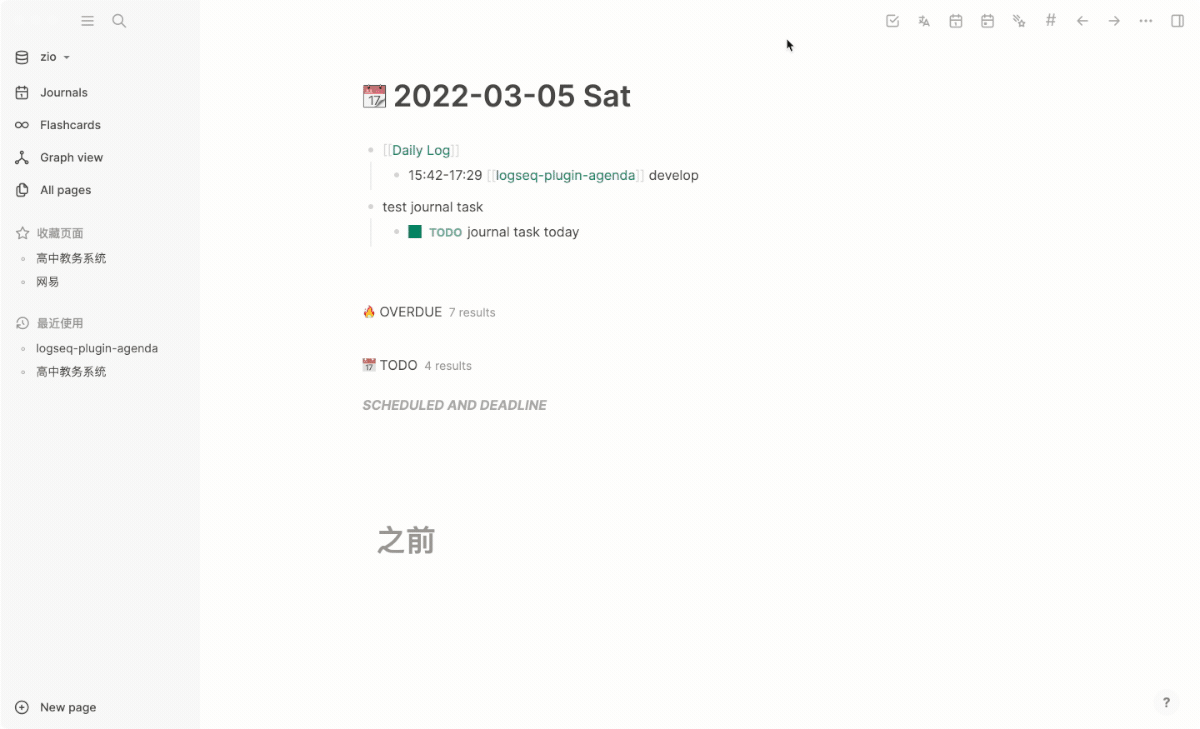 zio
Journals
Flashcards
Graph view
All pages
收藏页面
高中教务系统
网易
最近使用
logseq-plugin-agenda
高中教务系统
New page
2022-03-05 Sat
[[Daily Log]]
15:42-17:29 [[logseq-plugin-agenda]] develop
test journal task
TODO journal task today
🔥 OVERDUE 7 results
📅 TODO 4 results
SCHEDULED AND DEADLINE
之前
?